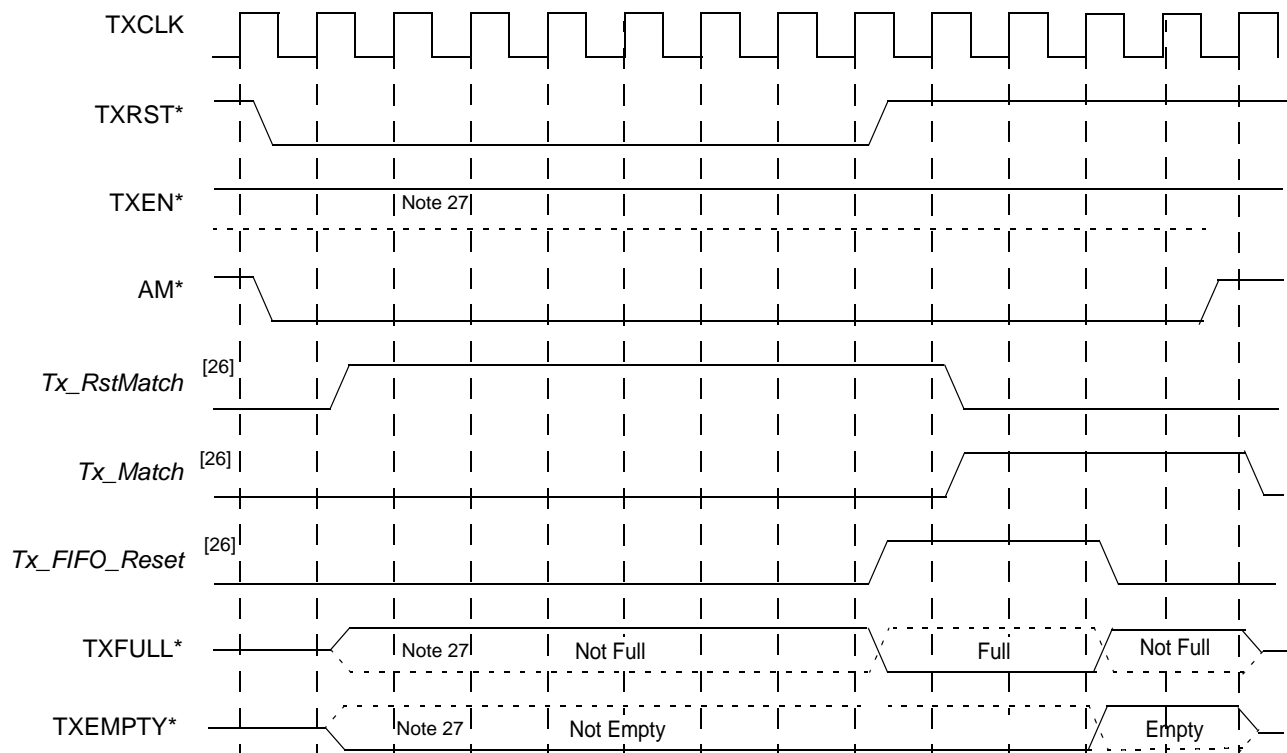 TXCLK
TXRST*
TXEN*
Note 27
AM*
Tx_RstMatch [26]
Tx_Match [26]
Tx_FIFO_Reset [26]
TXFULL* Note 27 Not Full Full Not Full
TXEMPTY* Note 27 Not Empty Empty